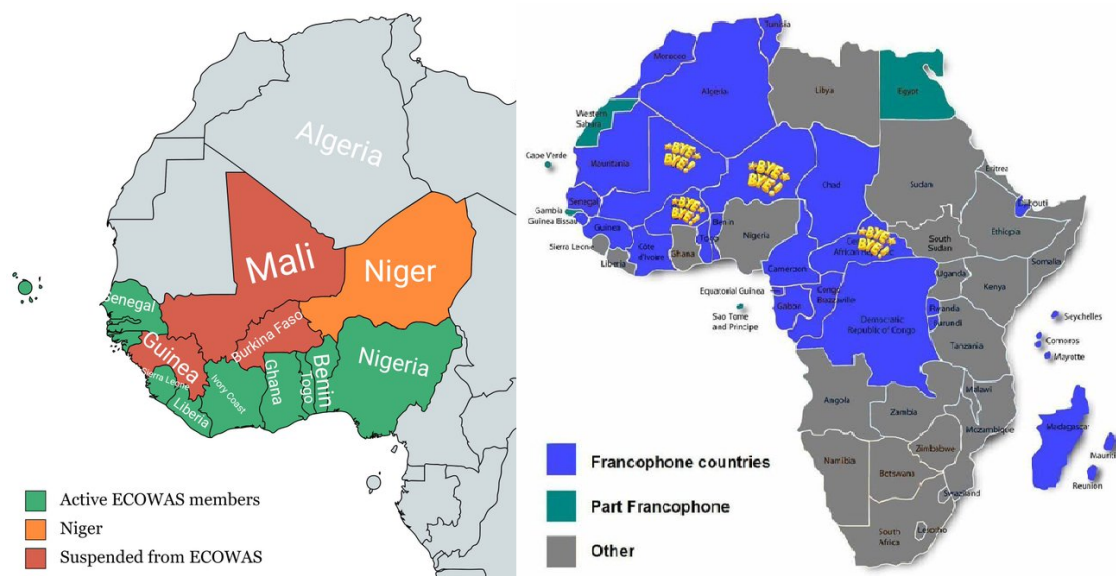 Algeria
Mali
Niger
Senegal
Burkina Faso
Guinea
Nigeria
Sierra Leone
Ivory Coast
Ghana
Togo
Benin
Liberia
Active ECOWAS members
Niger
Suspended from ECOWAS
Tunisia
Morocco
Algeria
Libya
Egypt
Western
Sahara
Cape Verde
Mauritania
BYE
BYE!
BYE
BYE!
Chad
Sudan
Eritrea
Senegal
BYE
BYE!
Djibouti
Gambia
Guinea Bissau
Guinea
Benin
Togo
Nigeria
Ethiopia
Sierra Leone
Côte
d'Ivoire
Ghana
BYE
BYE!
African
South
Sudan
Somalia
Liberia
Cameroon
Uganda
Kenya
Equatorial Guinea
Congo
Brazzaville
Gabon
Rwanda
Burundi
Sao Tome
and Principe
Democratic
Republic of Congo
Tanzania
Seychelles
Comoros
Mayotte
Angola
Zambia
Malawi
Mozambique
Madagascar
Zimbabwe
Namibia
Botswana
Reunion
Swaziland
South
Africa
Lesotho
Francophone countries
Part Francophone
Other